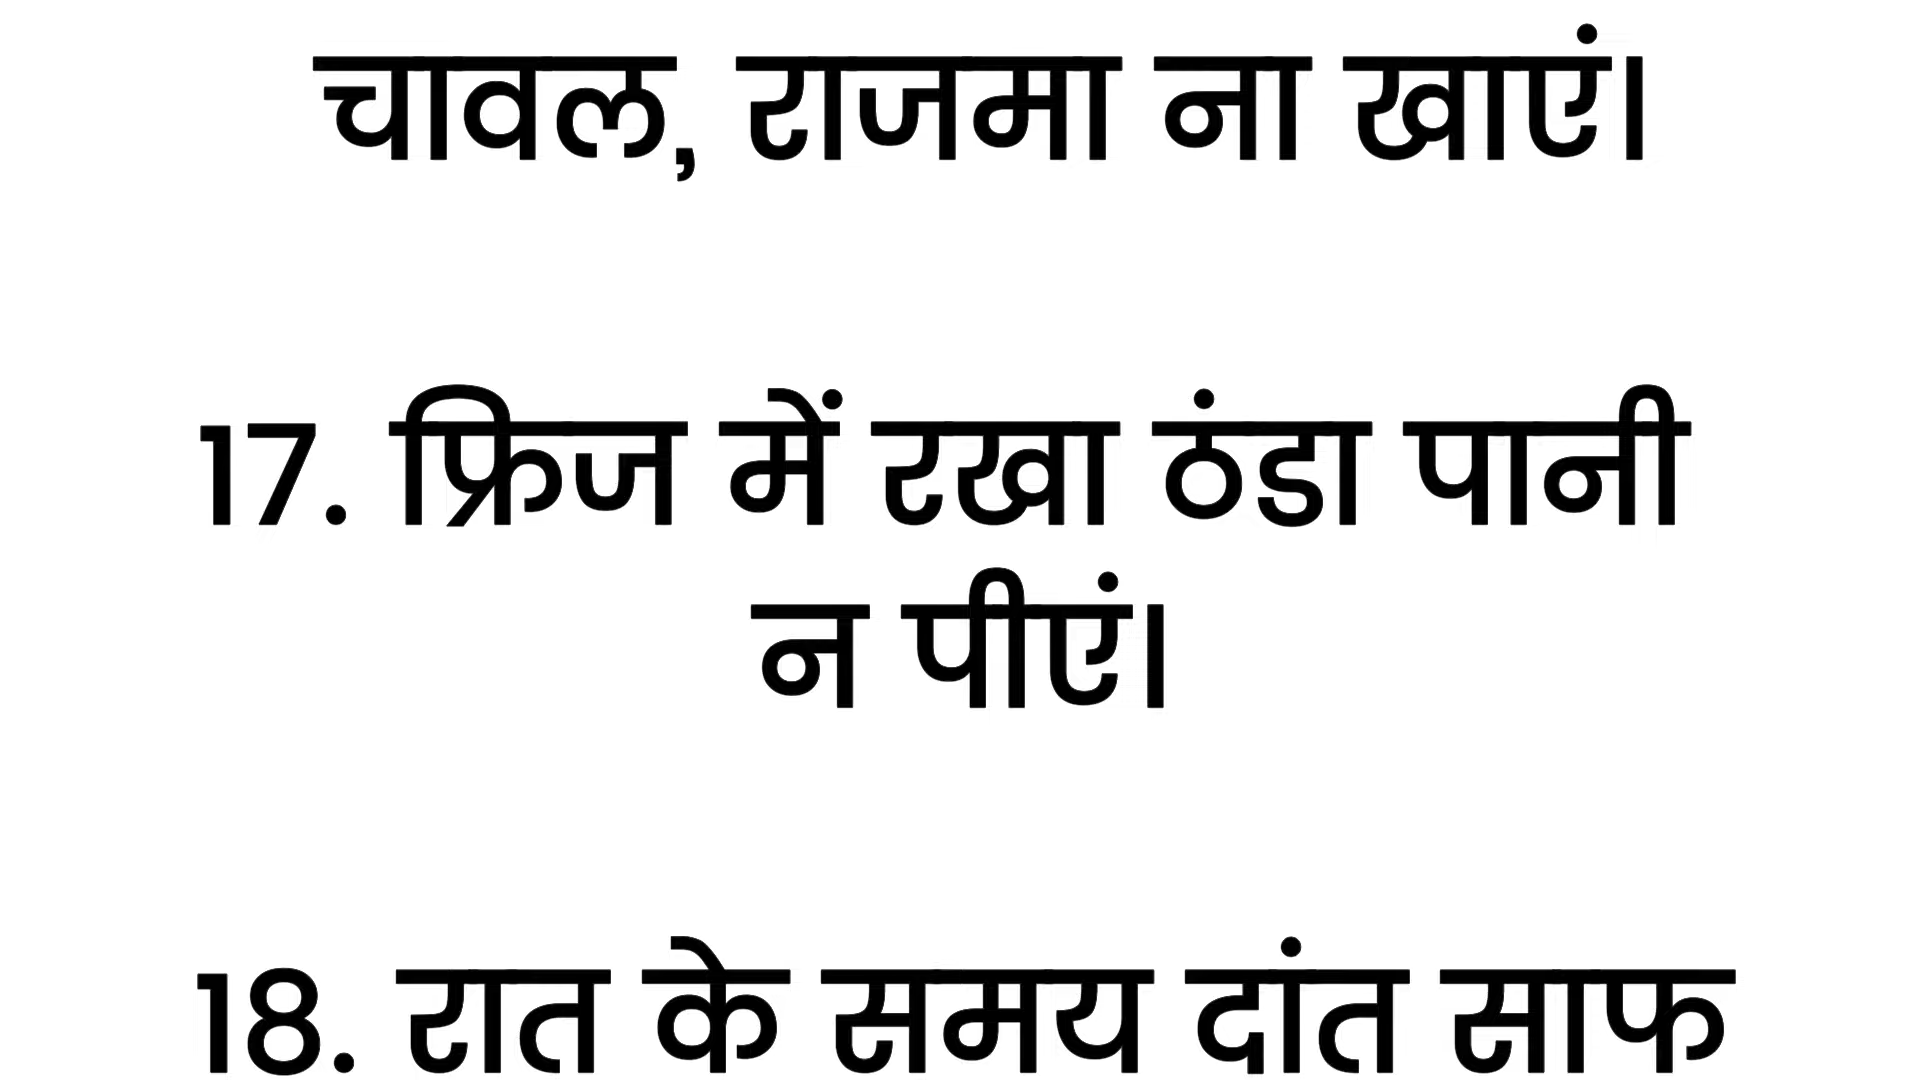 चावल, राजमा ना खाएं।
17. फ्रिज में रखा ठंडा पानी
न पीएं।
18. रात के समय दांत साफ